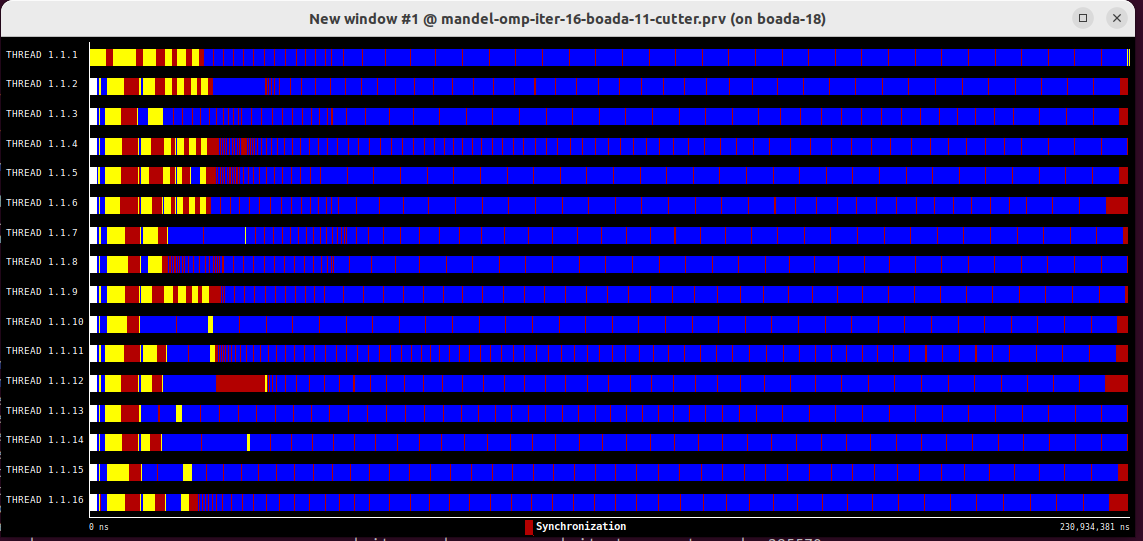 New window #1 @ mandel-omp-iter-16-boada-11-cutter.prv (on boada-18)
THREAD 1.1.1
THREAD 1.1.2
THREAD 1.1.3
THREAD 1.1.4
THREAD 1.1.5
THREAD 1.1.6
THREAD 1.1.7
THREAD 1.1.8
THREAD 1.1.9
THREAD 1.1.10
THREAD 1.1.11
THREAD 1.1.12
THREAD 1.1.13
THREAD 1.1.14
THREAD 1.1.15
THREAD 1.1.16
0 ns
Synchronization
230,934,381 ns